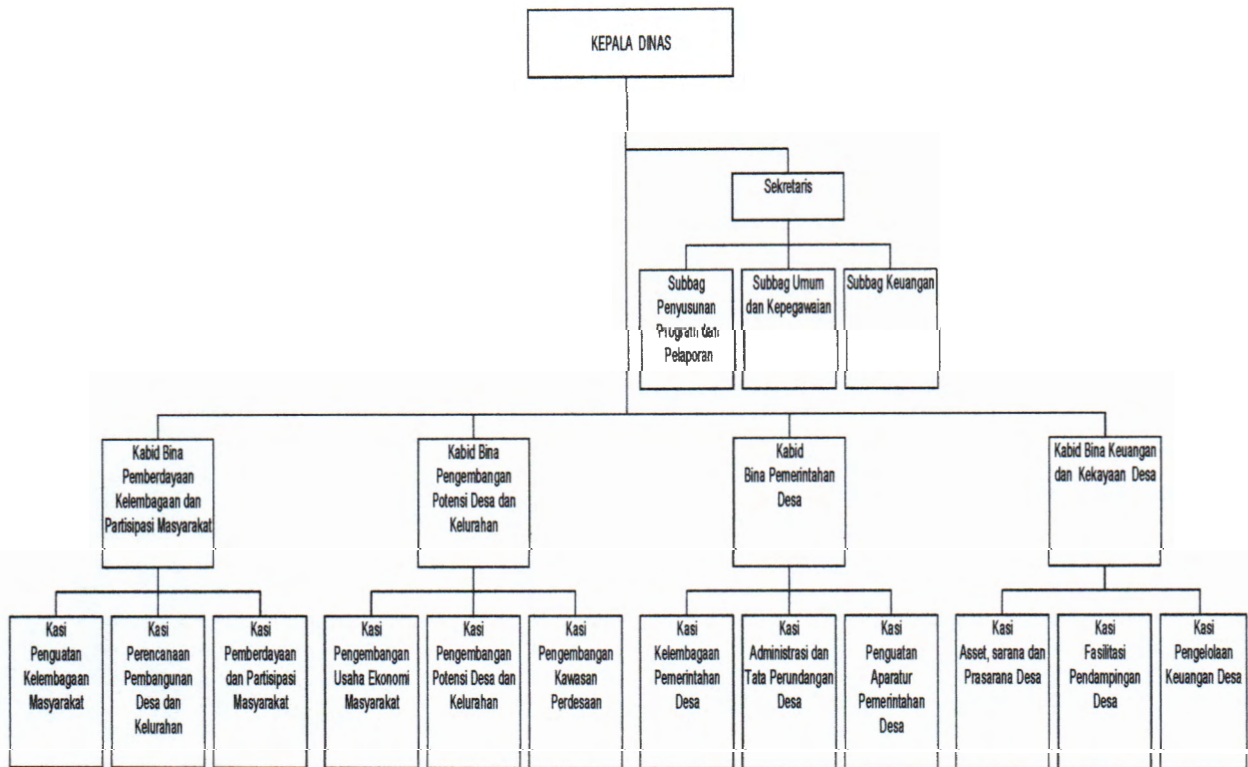 KEPALA DINAS
Sekretaris
Subbag
Penyusunan
Program dan
Pelaporan
Subbag Umum
dan Kepegawaian
Subbag Keuangan
Kabid Bina
Pemberdayaan
Kelembagaan dan
Partisipasi Masyarakat
Kabid Bina
Pengembangan
Potensi Desa dan
Kelurahan
Kabid
Bina Pemerintahan
Desa
Kabid Bina Keuangan
dan Kekayaan Desa
Kasi
Penguatan
Kelembagaan
Masyarakat
Kasi
Perencanaan
Pembangunan
Desa dan
Kelurahan
Kasi
Pemberdayaan
dan Partisipasi
Masyarakat
Kasi
Pengembangan
Usaha Ekonomi
Masyarakat
Kasi
Pengembangan
Potensi Desa dan
Kelurahan
Kasi
Pengembangan
Kawasan
Perdesaan
Kasi
Kelembagaan
Pemerintahan
Desa
Kasi
Administrasi dan
Tata Perundangan
Desa
Kasi
Penguatan
Aparatur
Pemerintahan
Desa
Kasi
Asset, sarana dan
Prasarana Desa
Kasi
Fasilitasi
Pendampingan
Desa
Kasi
Pengelolaan
Keuangan Desa